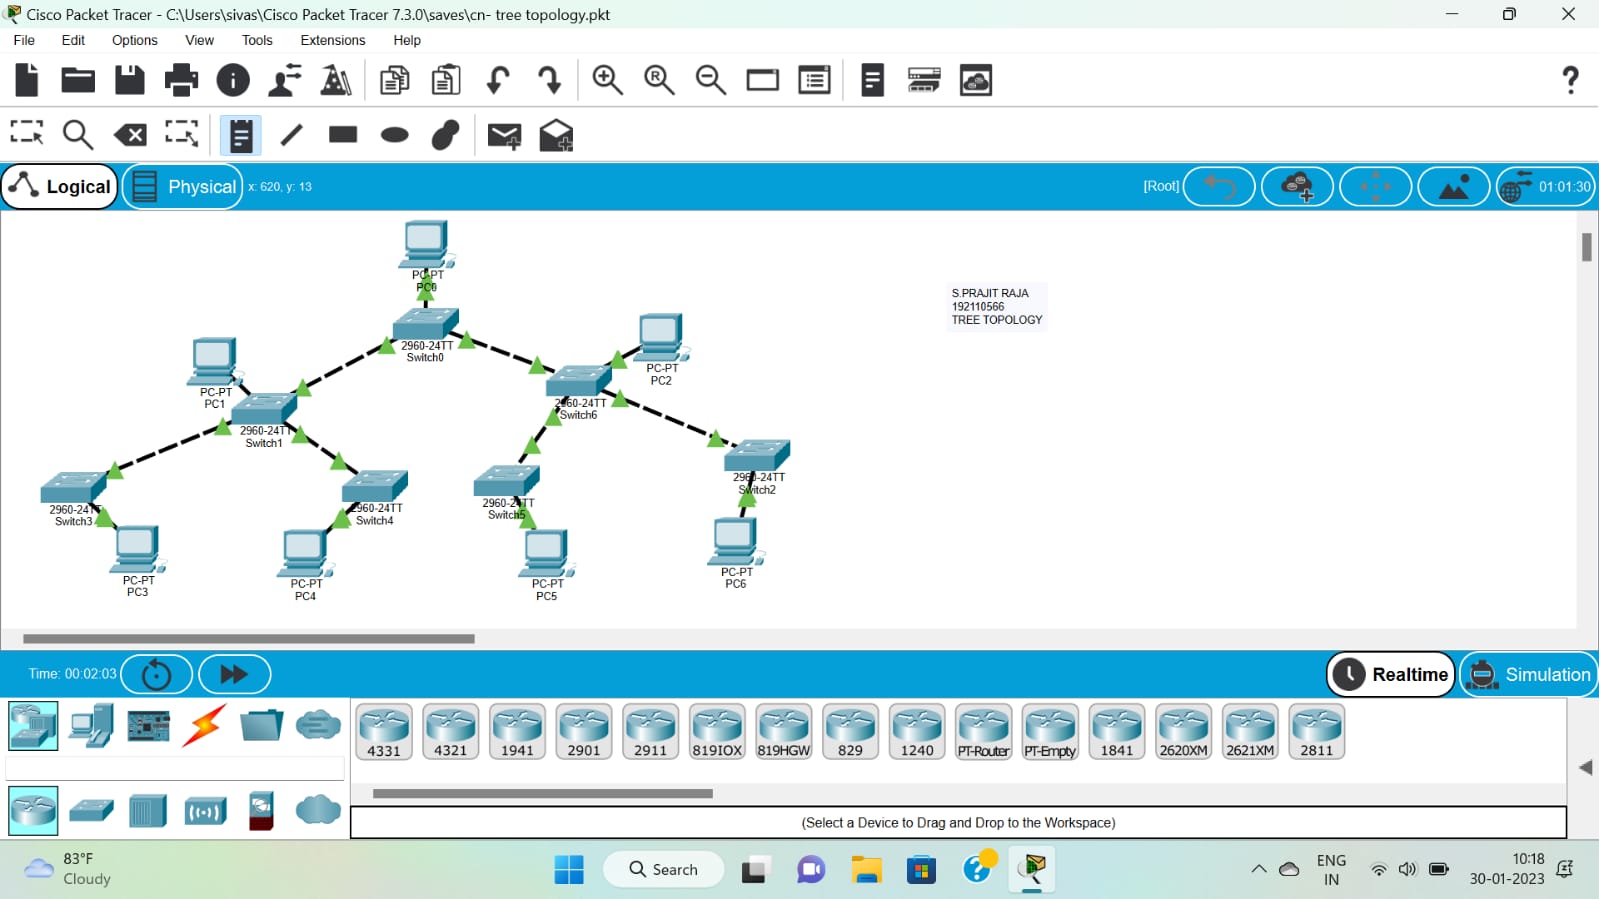 Cisco Packet Tracer - C:\Users\sivas\Cisco Packet Tracer 7.3.0\saves\cn- tree topology.pkt
File Edit Options View Tools Extensions Help
Logical Physical x: 620, y: 13 [Root] 01:01:30
PC-PT
PC0
2960-24TT
Switch0
PC-PT
PC1
PC-PT
PC2
2960-24TT
Switch6
2960-24TT
Switch1
2960-24TT
Switch3
2960-24TT
Switch4
2960-24TT
Switch5
2960-24TT
Switch2
PC-PT
PC3
PC-PT
PC4
PC-PT
PC5
PC-PT
PC6
S.PRAJIT RAJA
192110566
TREE TOPOLOGY
Time: 00:02:03 Realtime Simulation
4331 4321 1941 2901 2911 819IOX 819HGW 829 1240 PT-Router PT-Empty 1841 2620XM 2621XM 2811
(Select a Device to Drag and Drop to the Workspace)
83°F
Cloudy
Search
ENG
IN
10:18
30-01-2023